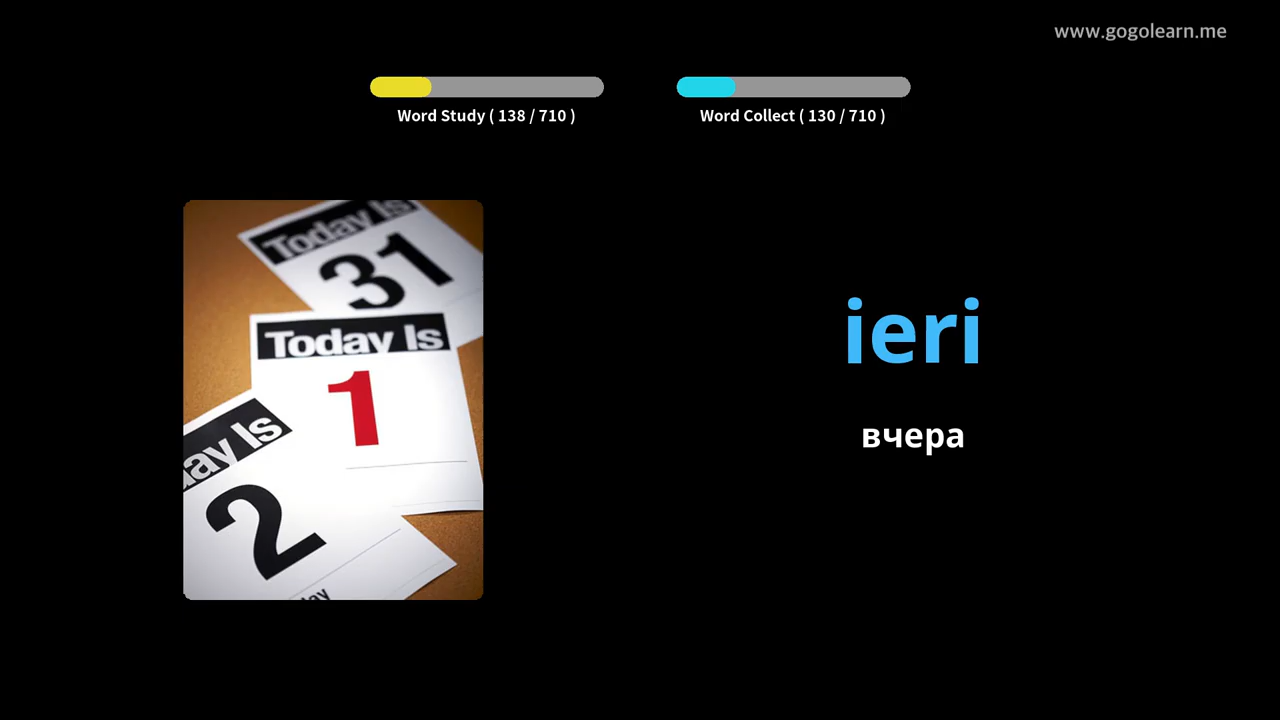 www.gogolearn.me
Word Study ( 138 / 710 )
Word Collect ( 130 / 710 )
Today Is
31
Today Is
1
ay Is
2
ieri
вчера